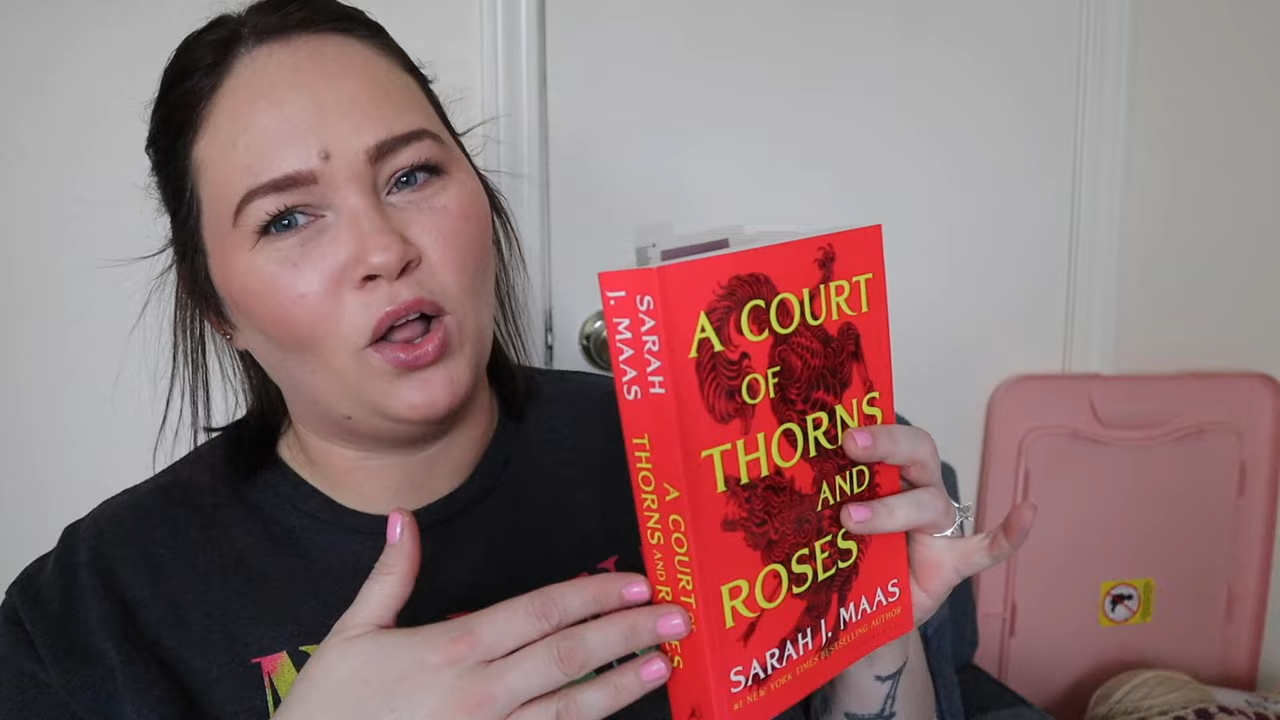 SARAH
J. MAAS
A COURT OF
THORNS AND ROSES
A COURT
OF
THORNS
AND
ROSES
SARAH J. MAAS
#1 NEW YORK TIMES BESTSELLING AUTHOR